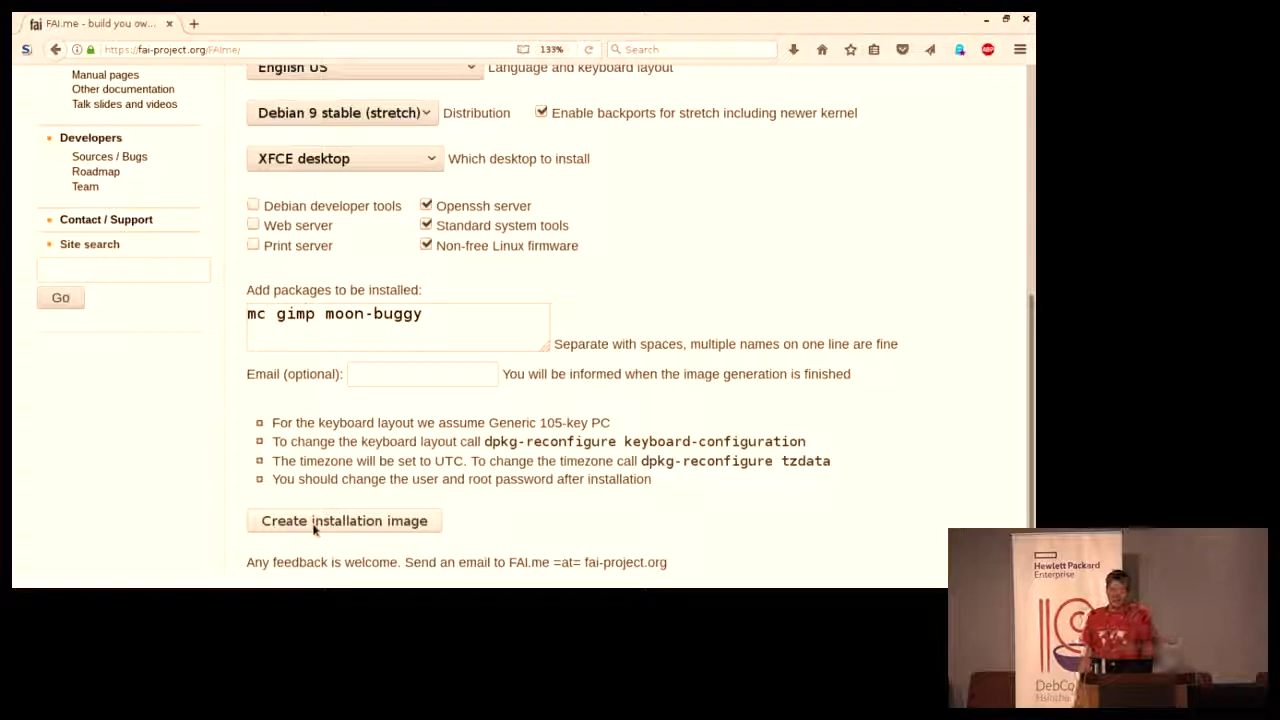 fai FAI.me - build you ow...
https://fai-project.org/FAIme/
133%
Search
ABP
Manual pages
Other documentation
Talk slides and videos
Developers
Sources / Bugs
Roadmap
Team
Contact / Support
Site search
Go
English US Language and keyboard layout
Debian 9 stable (stretch) Distribution Enable backports for stretch including newer kernel
XFCE desktop Which desktop to install
Debian developer tools Openssh server
Web server Standard system tools
Print server Non-free Linux firmware
Add packages to be installed:
mc gimp moon-buggy
Separate with spaces, multiple names on one line are fine
Email (optional): You will be informed when the image generation is finished
For the keyboard layout we assume Generic 105-key PC
To change the keyboard layout call dpkg-reconfigure keyboard-configuration
The timezone will be set to UTC. To change the timezone call dpkg-reconfigure tzdata
You should change the user and root password after installation
Create installation image
Any feedback is welcome. Send an email to FAI.me =at= fai-project.org
Hewlett Packard
Enterprise
DebCo
Hsinchu